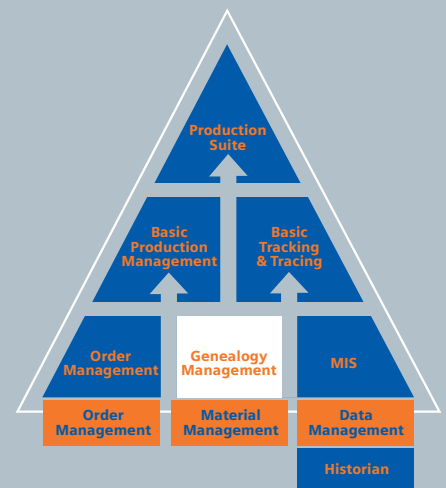 Production
Suite
Basic
Production
Management
Basic
Tracking
& Tracing
Order
Management
Genealogy
Management
MIS
Order
Management
Material
Management
Data
Management
Historian